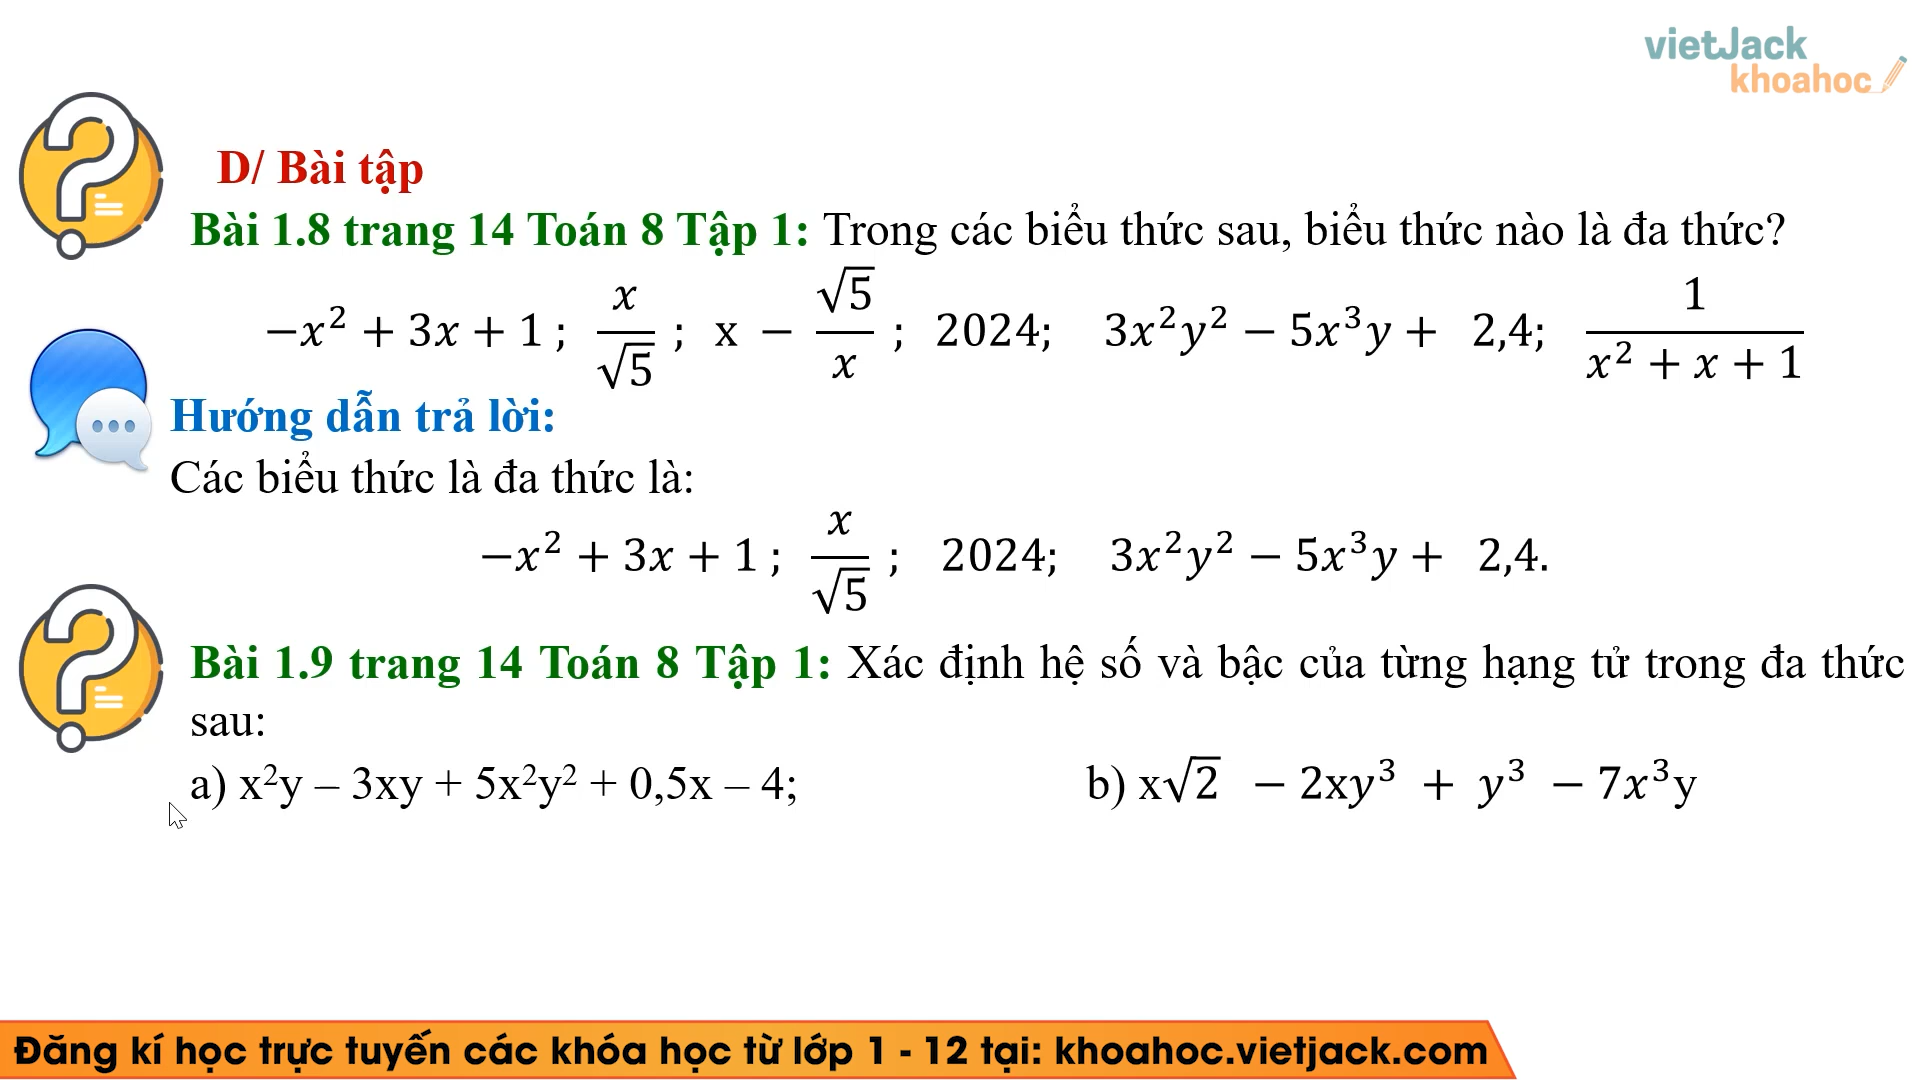 vietJack
khoahoc
D/ Bài tập
Bài 1.8 trang 14 Toán 8 Tập 1: Trong các biểu thức sau, biểu thức nào là đa thức?
−x² + 3x + 1 ; x/√5 ; x − √5/x ; 2024; 3x²y² − 5x³y + 2,4; 1/(x² + x + 1)
Hướng dẫn trả lời:
Các biểu thức là đa thức là:
−x² + 3x + 1 ; x/√5 ; 2024; 3x²y² − 5x³y + 2,4.
Bài 1.9 trang 14 Toán 8 Tập 1: Xác định hệ số và bậc của từng hạng tử trong đa thức
sau:
a) x²y – 3xy + 5x²y² + 0,5x – 4; b) x√2 − 2xy³ + y³ − 7x³y
Đăng kí học trực tuyến các khóa học từ lớp 1 - 12 tại: khoahoc.vietjack.com